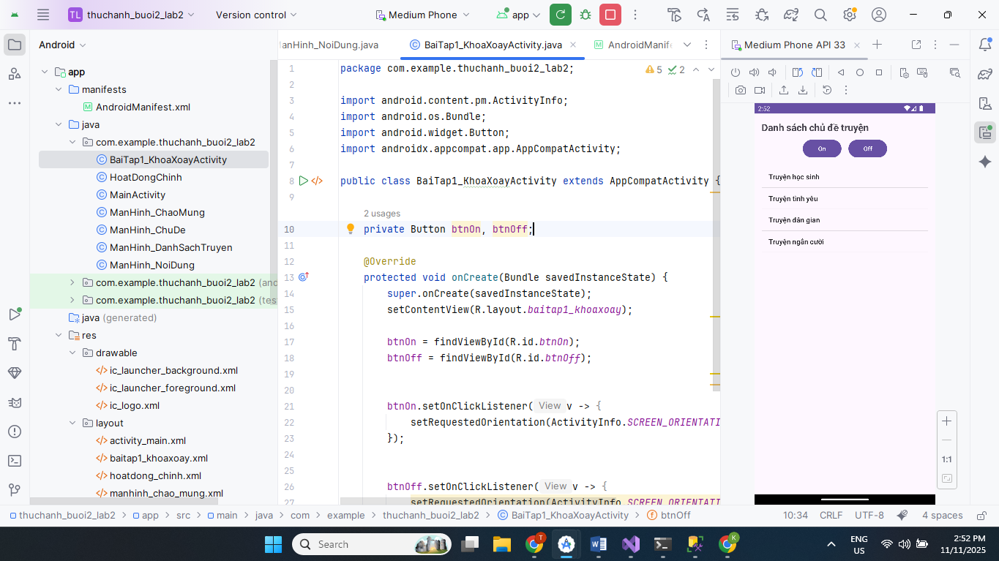 TL thuchanh_buoi2_lab2 Version control Medium Phone app
Android
app
manifests
AndroidManifest.xml
java
com.example.thuchanh_buoi2_lab2
BaiTap1_KhoaXoayActivity
HoatDongChinh
MainActivity
ManHinh_ChaoMung
ManHinh_ChuDe
ManHinh_DanhSachTruyen
ManHinh_NoiDung
com.example.thuchanh_buoi2_lab2 (and
com.example.thuchanh_buoi2_lab2 (tes
java (generated)
res
drawable
ic_launcher_background.xml
ic_launcher_foreground.xml
ic_logo.xml
layout
activity_main.xml
baitap1_khoaxoay.xml
hoatdong_chinh.xml
manhinh_chao_mung.xml
ManHinh_NoiDung.java BaiTap1_KhoaXoayActivity.java AndroidManife
5 2
1 package com.example.thuchanh_buoi2_lab2;
2
3 import android.content.pm.ActivityInfo;
4 import android.os.Bundle;
5 import android.widget.Button;
6 import androidx.appcompat.app.AppCompatActivity;
7
8 public class BaiTap1_KhoaXoayActivity extends AppCompatActivity {
9
2 usages
10 private Button btnOn, btnOff;
11
12 @Override
13 protected void onCreate(Bundle savedInstanceState) {
14 super.onCreate(savedInstanceState);
15 setContentView(R.layout.baitap1_khoaxoay);
16
17 btnOn = findViewById(R.id.btnOn);
18 btnOff = findViewById(R.id.btnOff);
19
20
21 btnOn.setOnClickListener( View v -> {
22 setRequestedOrientation(ActivityInfo.SCREEN_ORIENTATI
23 });
24
25
26 btnOff.setOnClickListener( View v -> {
27 setRequestedOrientation(ActivityInfo.SCREEN_ORIENTATI
Medium Phone API 33
2:52
Danh sách chủ đề truyện
On Off
Truyện học sinh
Truyện tình yêu
Truyện dân gian
Truyện ngắn cười
1:1
thuchanh_buoi2_lab2 > app > src > main > java > com > example > thuchanh_buoi2_lab2 > BaiTap1_KhoaXoayActivity > btnOff 10:34 CRLF UTF-8 4 spaces
Search
ENG
US
2:52 PM
11/11/2025